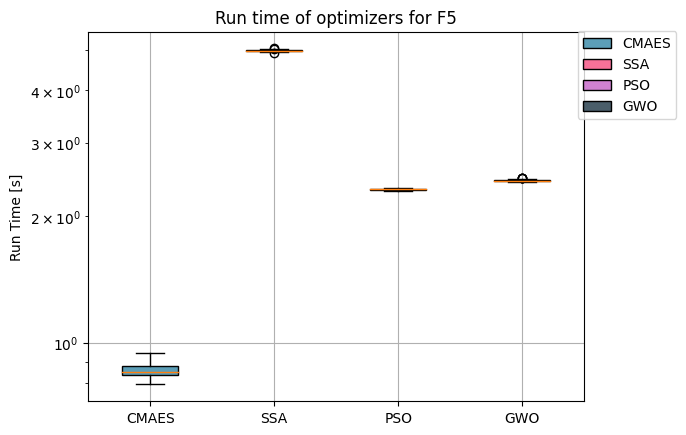 Run time of optimizers for F5
CMAES
SSA
PSO
GWO
Run Time [s]
4 × 10⁰
3 × 10⁰
2 × 10⁰
10⁰
CMAES
SSA
PSO
GWO